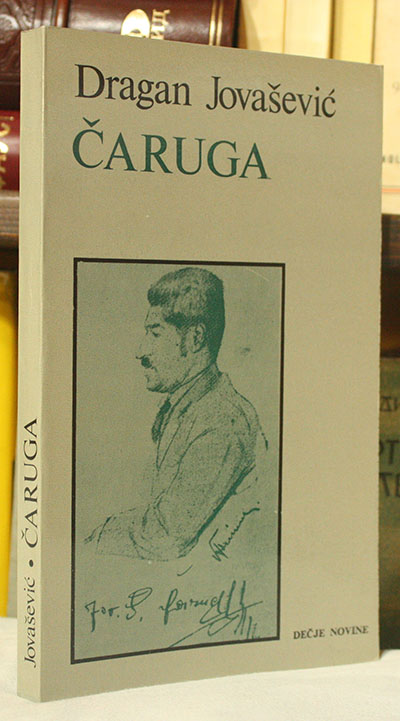 Dragan Jovašević
ČARUGA
DEČJE NOVINE
Jovašević • ČARUGA